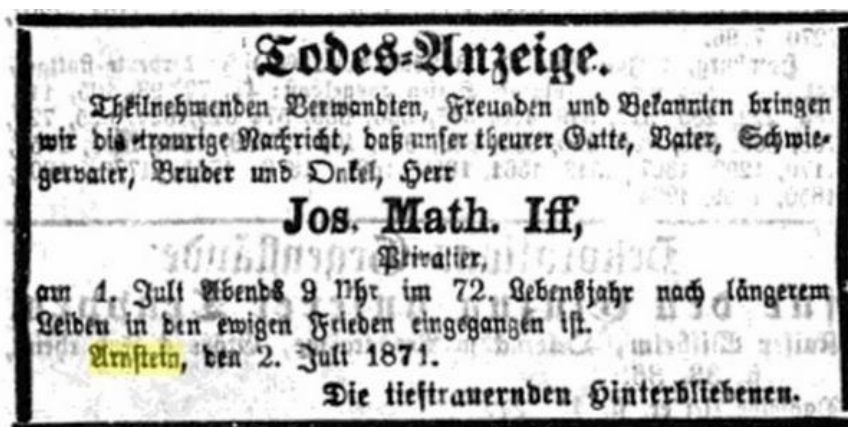 Todes-Anzeige.
Theilnehmenden Verwandten, Freunden und Bekannten bringen
wir die traurige Nachricht, daß unser theurer Gatte, Vater, Schwie-
gervater, Bruder und Onkel, Herr
Jos. Math. Iff,
Privatier,
am 1. Juli Abends 9 Uhr im 72. Lebensjahr nach längerem
Leiden in den ewigen Frieden eingegangen ist.
Arnstein, den 2. Juli 1871.
Die tieftrauernden Hinterbliebenen.